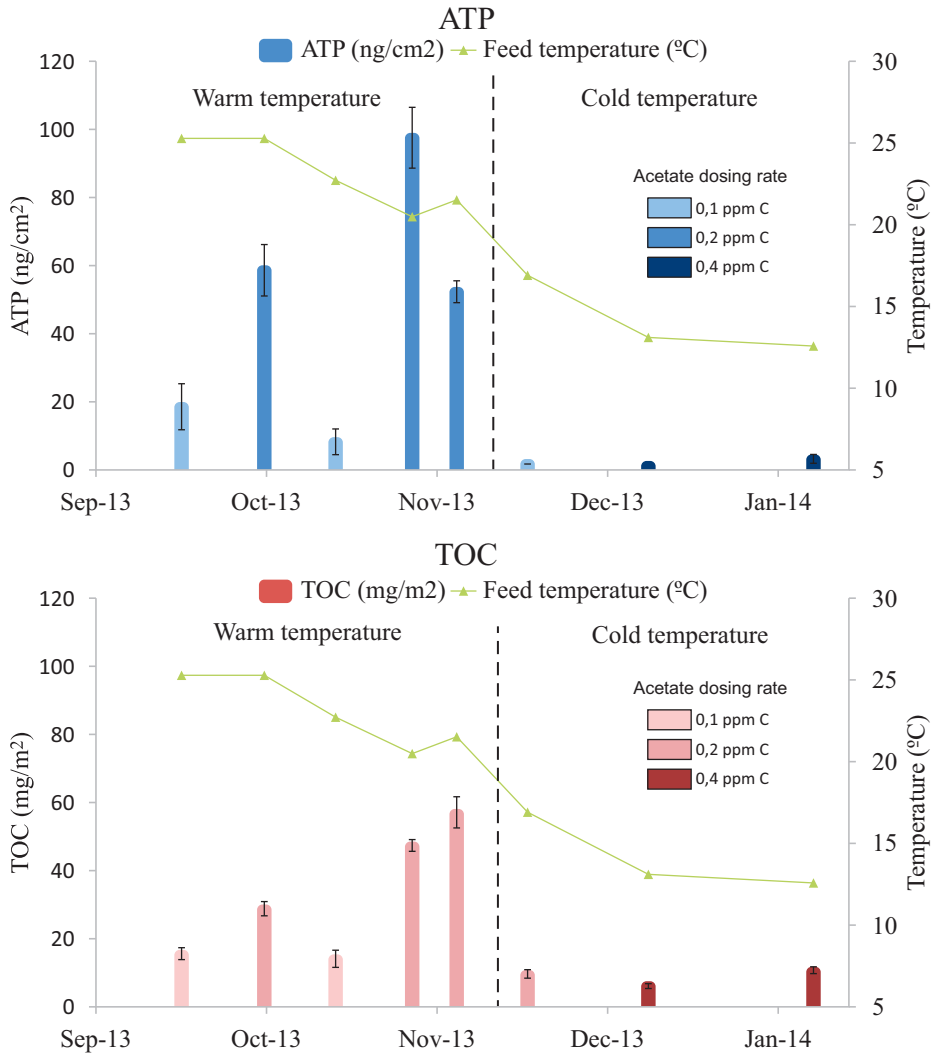 ATP
ATP (ng/cm2) Feed temperature (ºC)
Warm temperature
Cold temperature
Acetate dosing rate
0,1 ppm C
0,2 ppm C
0,4 ppm C
120
100
80
60
40
20
0
ATP (ng/cm²)
30
25
20
15
10
5
Temperature (ºC)
Sep-13 Oct-13 Nov-13 Dec-13 Jan-14
TOC
TOC (mg/m2) Feed temperature (ºC)
Warm temperature
Cold temperature
Acetate dosing rate
0,1 ppm C
0,2 ppm C
0,4 ppm C
120
100
80
60
40
20
0
TOC (mg/m²)
30
25
20
15
10
5
Temperature (ºC)
Sep-13 Oct-13 Nov-13 Dec-13 Jan-14